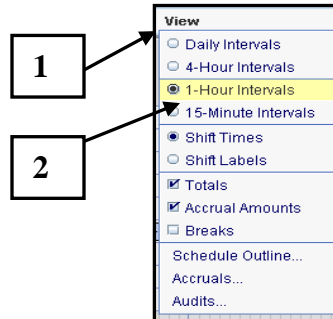 View
1
Daily Intervals
4-Hour Intervals
1-Hour Intervals
2
15-Minute Intervals
Shift Times
Shift Labels
Totals
Accrual Amounts
Breaks
Schedule Outline...
Accruals...
Audits...